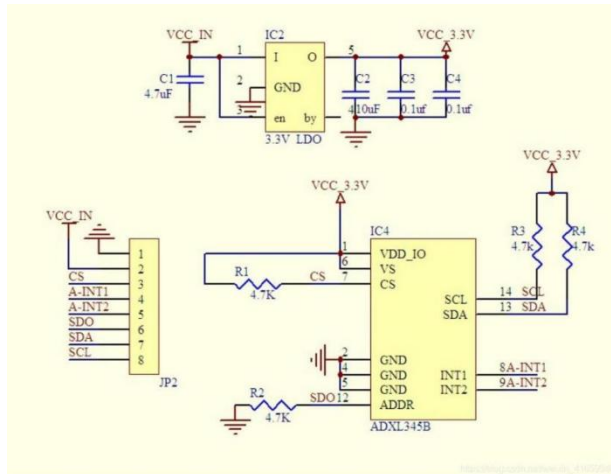 VCC_IN
IC2
VCC_3.3V
1
I
O
5
C1
4.7uF
2
GND
C2
C3
C4
10uF
0.1uf
0.1uf
3
en
by
4
3.3V LDO
VCC_3.3V
VCC_3.3V
VCC_IN
IC4
R3
4.7k
R4
4.7k
1
VDD_IO
6
VS
R1
4.7K
CS
7
CS
1
2
CS
3
A-INT1
4
A-INT2
5
SDO
6
SDA
7
SCL
8
JP2
SCL
14
SCL
SDA
13
SDA
2
GND
4
GND
5
GND
INT1
8
A-INT1
INT2
9
A-INT2
R2
4.7K
SDO
12
ADDR
ADXL345B